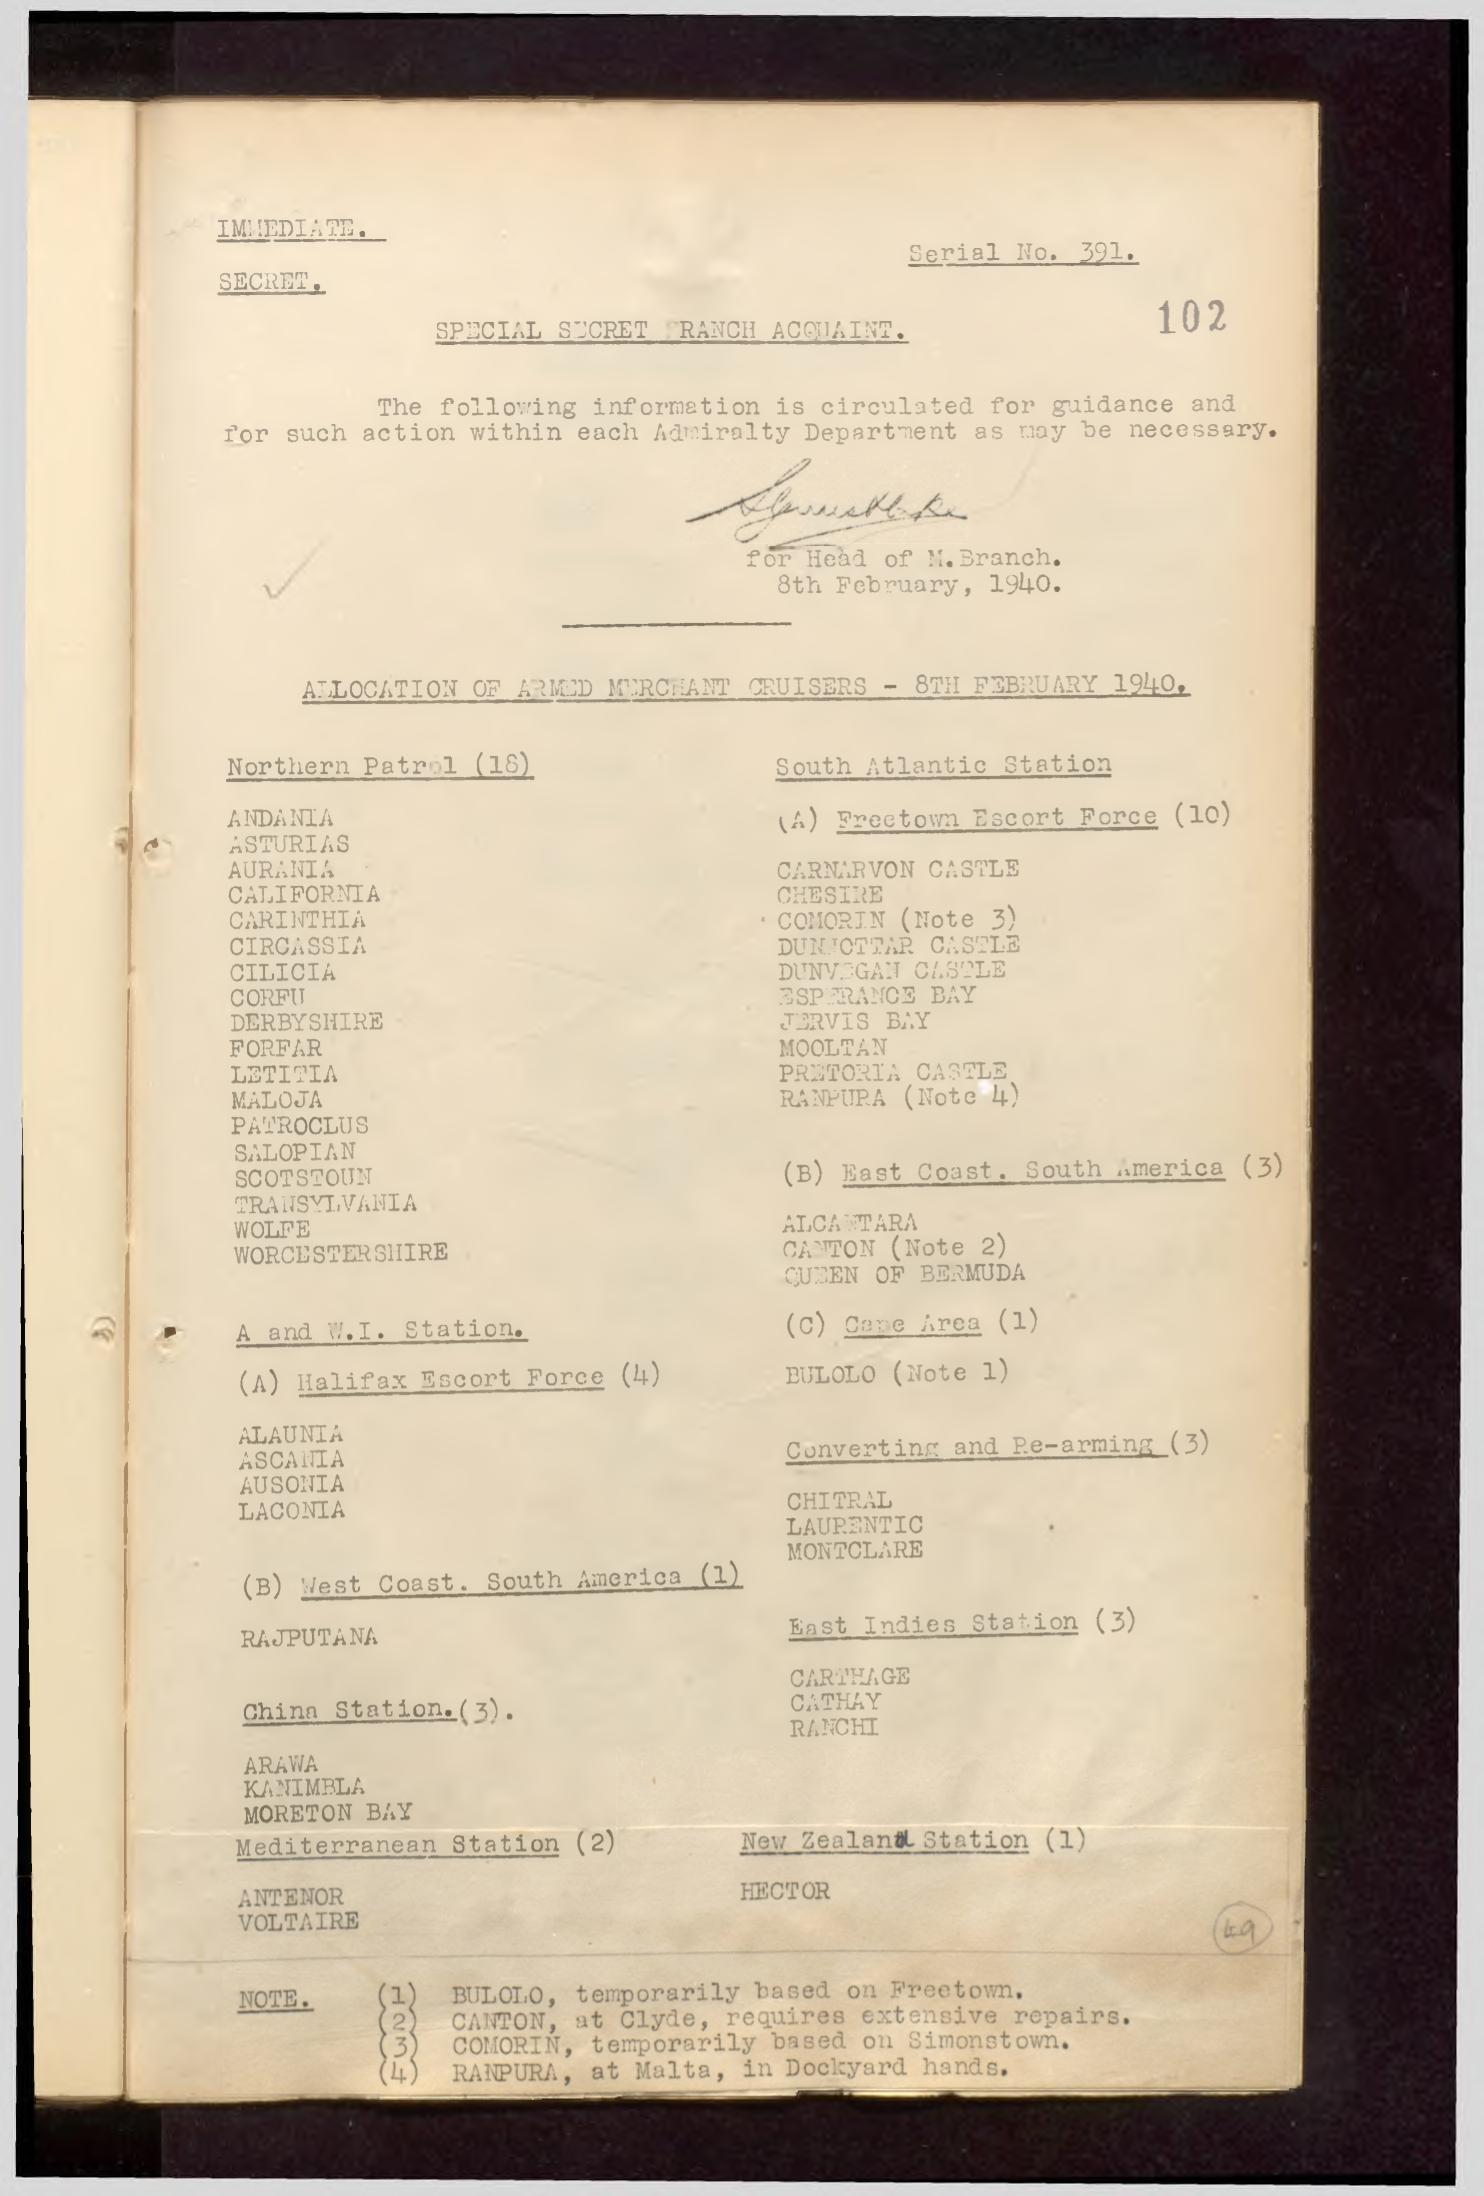 IMMEDIATE.
Serial No. 391.
SECRET.
102
SPECIAL SECRET BRANCH ACQUAINT.
The following information is circulated for guidance and
for such action within each Admiralty Department as may be necessary.
for Head of M.Branch.
8th February, 1940.
ALLOCATION OF ARMED MERCHANT CRUISERS - 8TH FEBRUARY 1940.
Northern Patrol (18)
ANDANIA
ASTURIAS
AURANIA
CALIFORNIA
CARINTHIA
CIRCASSIA
CILICIA
CORFU
DERBYSHIRE
FORFAR
LETITIA
MALOJA
PATROCLUS
SALOPIAN
SCOTSTOUN
TRANSYLVANIA
WOLFE
WORCESTERSHIRE
A and W.I. Station.
(A) Halifax Escort Force (4)
ALAUNIA
ASCANIA
AUSONIA
LACONIA
(B) West Coast. South America (1)
RAJPUTANA
China Station.(3).
ARAWA
KANIMBLA
MORETON BAY
Mediterranean Station (2)
ANTENOR
VOLTAIRE
South Atlantic Station
(A) Freetown Escort Force (10)
CARNARVON CASTLE
CHESIRE
COMORIN (Note 3)
DUNNOTTAR CASTLE
DUNVEGAN CASTLE
ESPERANCE BAY
JERVIS BAY
MOOLTAN
PRETORIA CASTLE
RANPURA (Note 4)
(B) East Coast. South America (3)
ALCANTARA
CANTON (Note 2)
QUEEN OF BERMUDA
(C) Cape Area (1)
BULOLO (Note 1)
Converting and Re-arming (3)
CHITRAL
LAURENTIC
MONTCLARE
East Indies Station (3)
CARTHAGE
CATHAY
RANCHI
New Zealand Station (1)
HECTOR
49
NOTE. (1) BULOLO, temporarily based on Freetown.
(2) CANTON, at Clyde, requires extensive repairs.
(3) COMORIN, temporarily based on Simonstown.
(4) RANPURA, at Malta, in Dockyard hands.